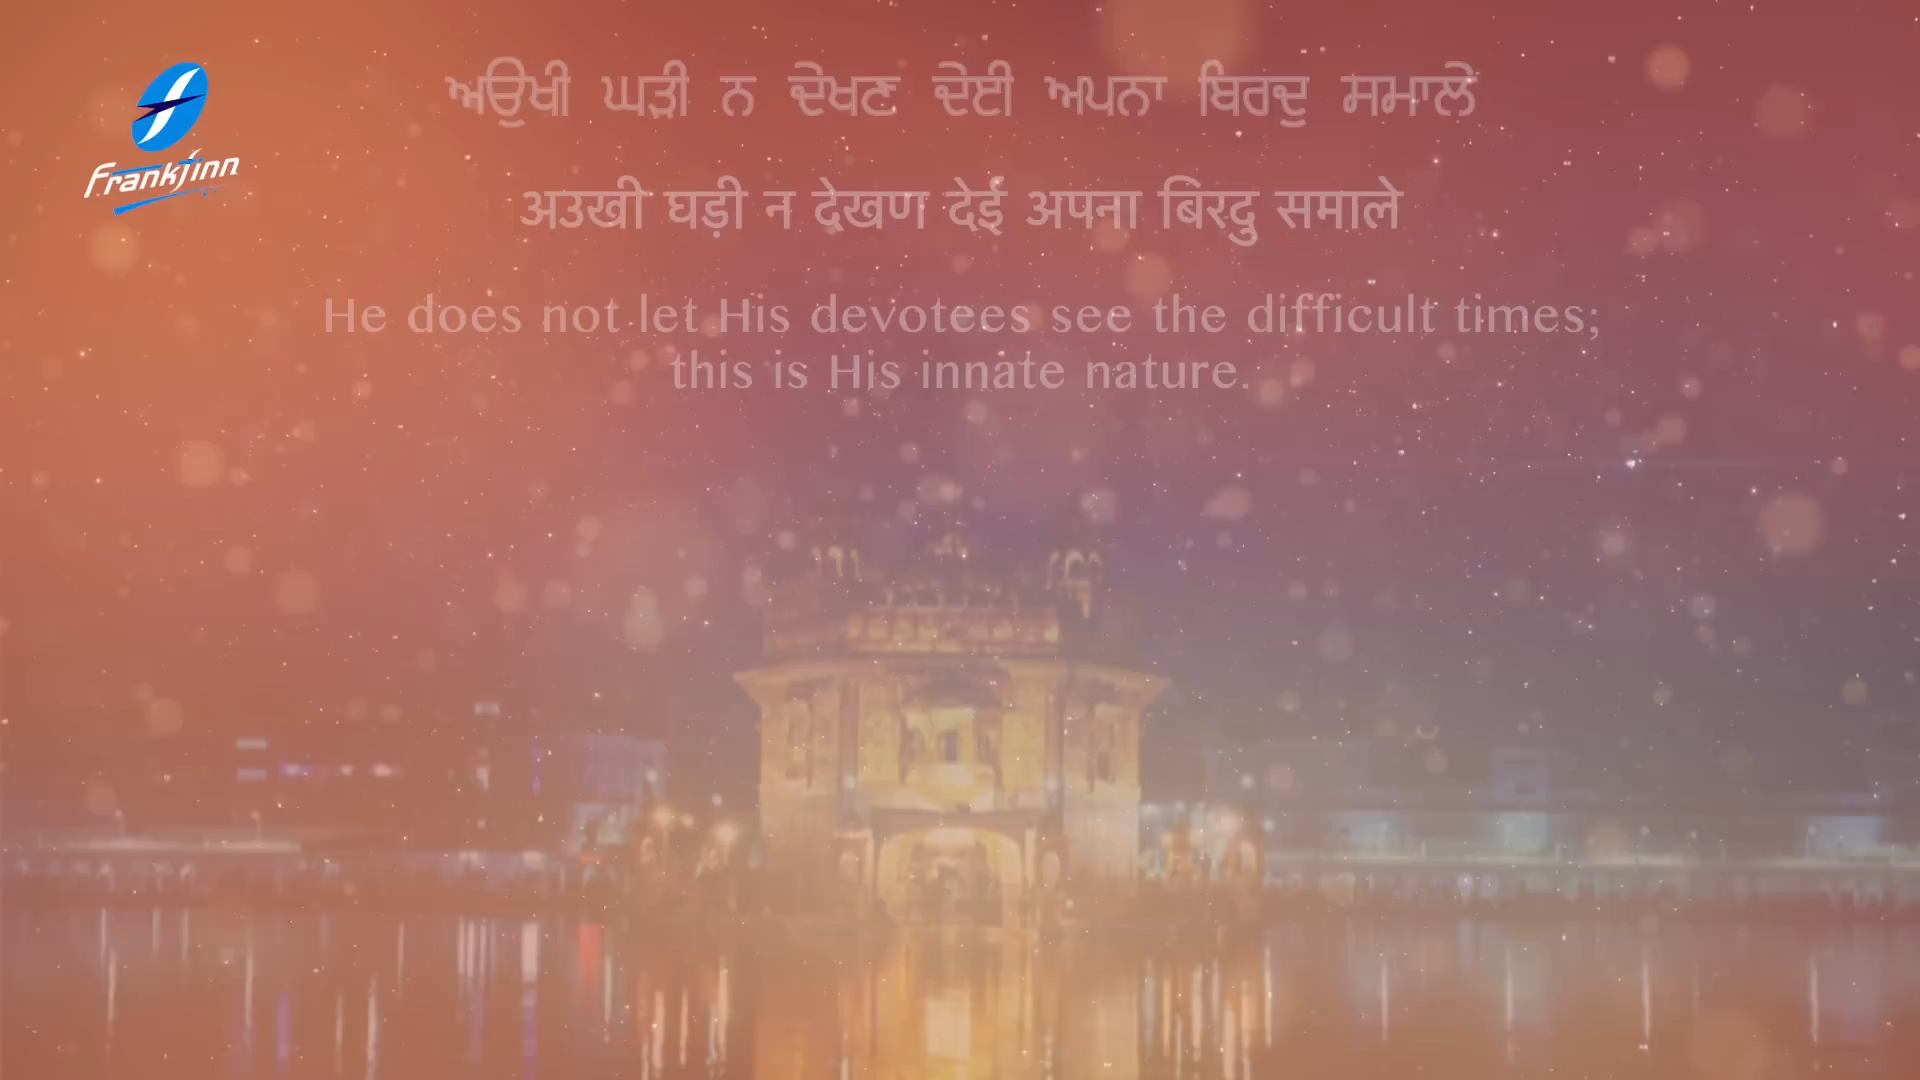 Frankfinn
ਅਉਖੀ ਘੜੀ ਨ ਦੇਖਣ ਦੇਈ ਅਪਨਾ ਬਿਰਦੁ ਸਮਾਲੇ
अउखी घड़ी न देखण देई अपना बिरदु समाले
He does not let His devotees see the difficult times;
this is His innate nature.